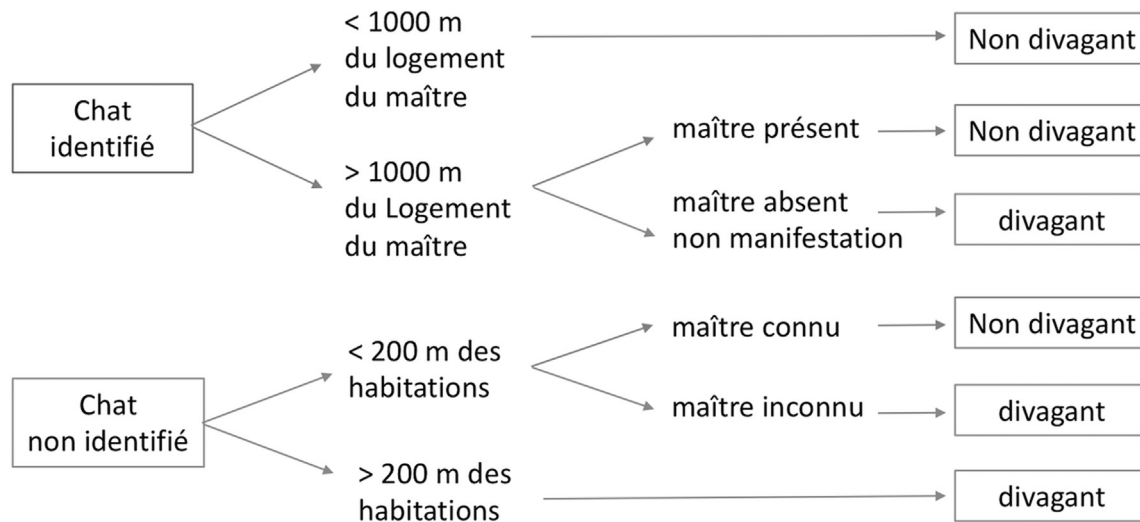 Chat
identifié
< 1000 m
du logement
du maître
Non divagant
> 1000 m
du Logement
du maître
maître présent
Non divagant
maître absent
non manifestation
divagant
Chat
non identifié
< 200 m des
habitations
maître connu
Non divagant
maître inconnu
divagant
> 200 m des
habitations
divagant